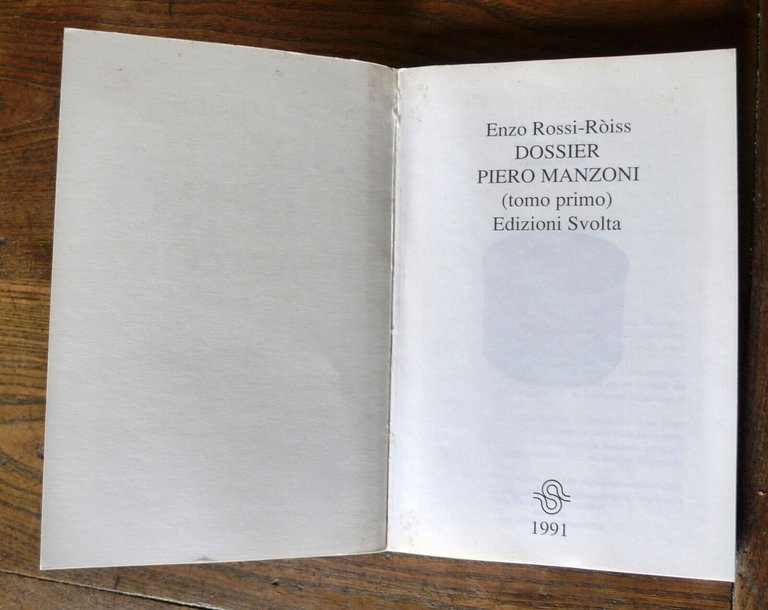 Enzo Rossi-Ròiss
DOSSIER
PIERO MANZONI
(tomo primo)
Edizioni Svolta
1991